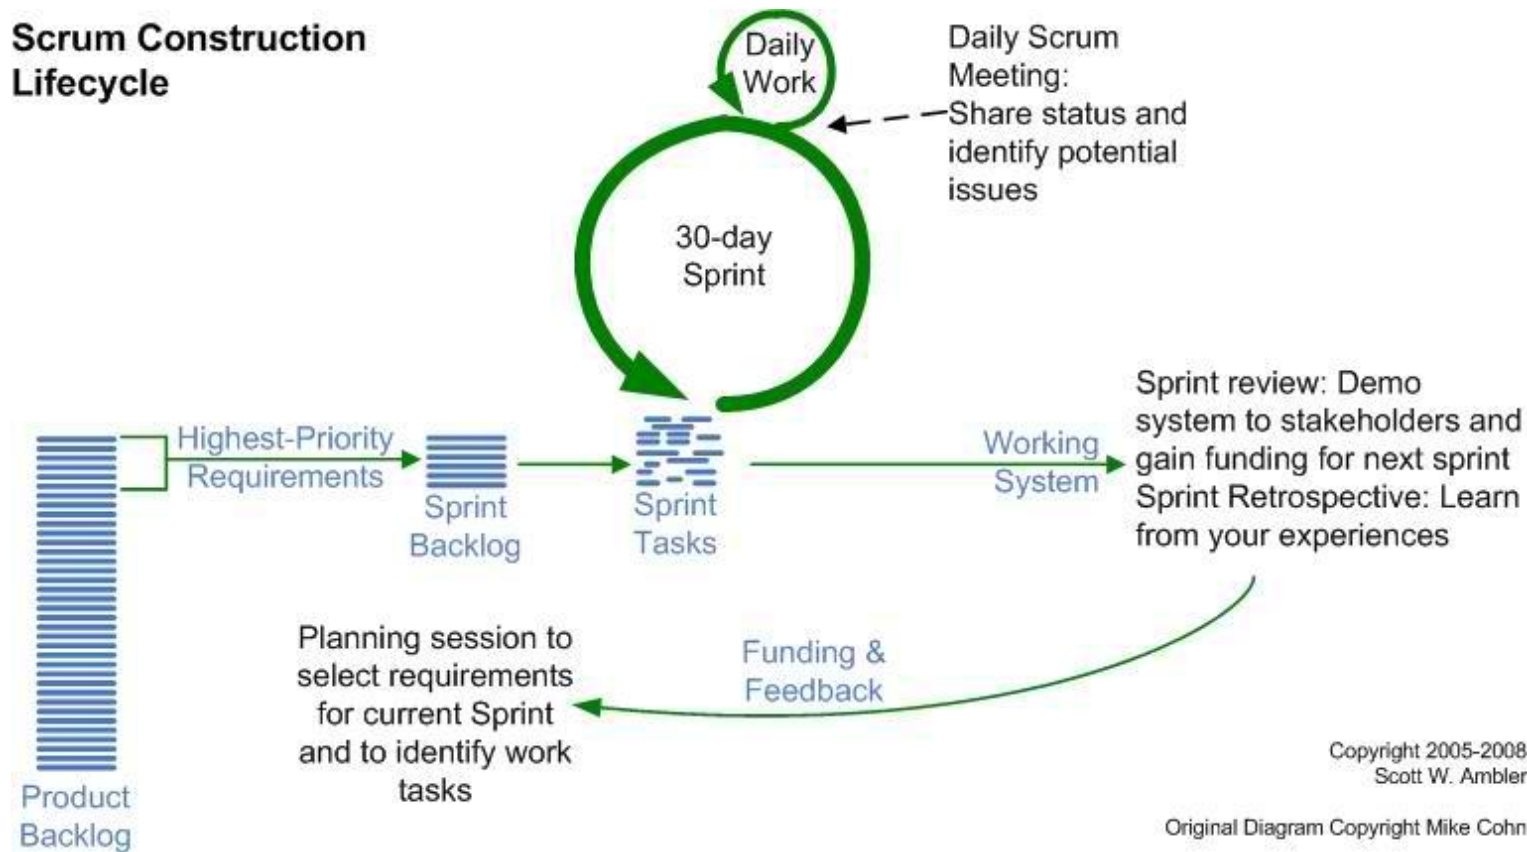 Scrum Construction
Lifecycle
Daily
Work
Daily Scrum
Meeting:
Share status and
identify potential
issues
30-day
Sprint
Highest-Priority
Requirements
Sprint
Backlog
Sprint
Tasks
Working
System
Sprint review: Demo
system to stakeholders and
gain funding for next sprint
Sprint Retrospective: Learn
from your experiences
Planning session to
select requirements
for current Sprint
and to identify work
tasks
Funding &
Feedback
Product
Backlog
Copyright 2005-2008
Scott W. Ambler
Original Diagram Copyright Mike Cohn